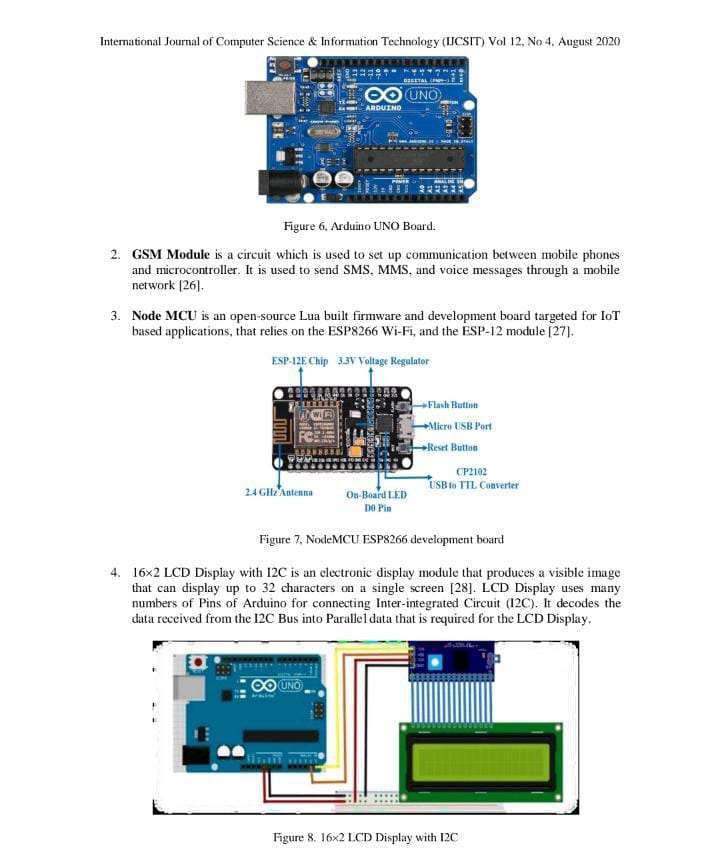 International Journal of Computer Science & Information Technology (IJCSIT) Vol 12, No 4, August 2020
DIGITAL (PWM~)
UNO
ARDUINO
POWER
ANALOG IN
Figure 6, Arduino UNO Board.
2. GSM Module is a circuit which is used to set up communication between mobile phones
and microcontroller. It is used to send SMS, MMS, and voice messages through a mobile
network [26].
3. Node MCU is an open-source Lua built firmware and development board targeted for IoT
based applications, that relies on the ESP8266 Wi-Fi, and the ESP-12 module [27].
ESP-12E Chip 3.3V Voltage Regulator
WiFi
Flash Button
Micro USB Port
FC
Reset Button
CP2102
USB to TTL Converter
2.4 GHz Antenna
On-Board LED
D0 Pin
Figure 7, NodeMCU ESP8266 development board
4. 16×2 LCD Display with I2C is an electronic display module that produces a visible image
that can display up to 32 characters on a single screen [28]. LCD Display uses many
numbers of Pins of Arduino for connecting Inter-integrated Circuit (I2C). It decodes the
data received from the I2C Bus into Parallel data that is required for the LCD Display.
UNO
Arduino
Figure 8. 16×2 LCD Display with I2C